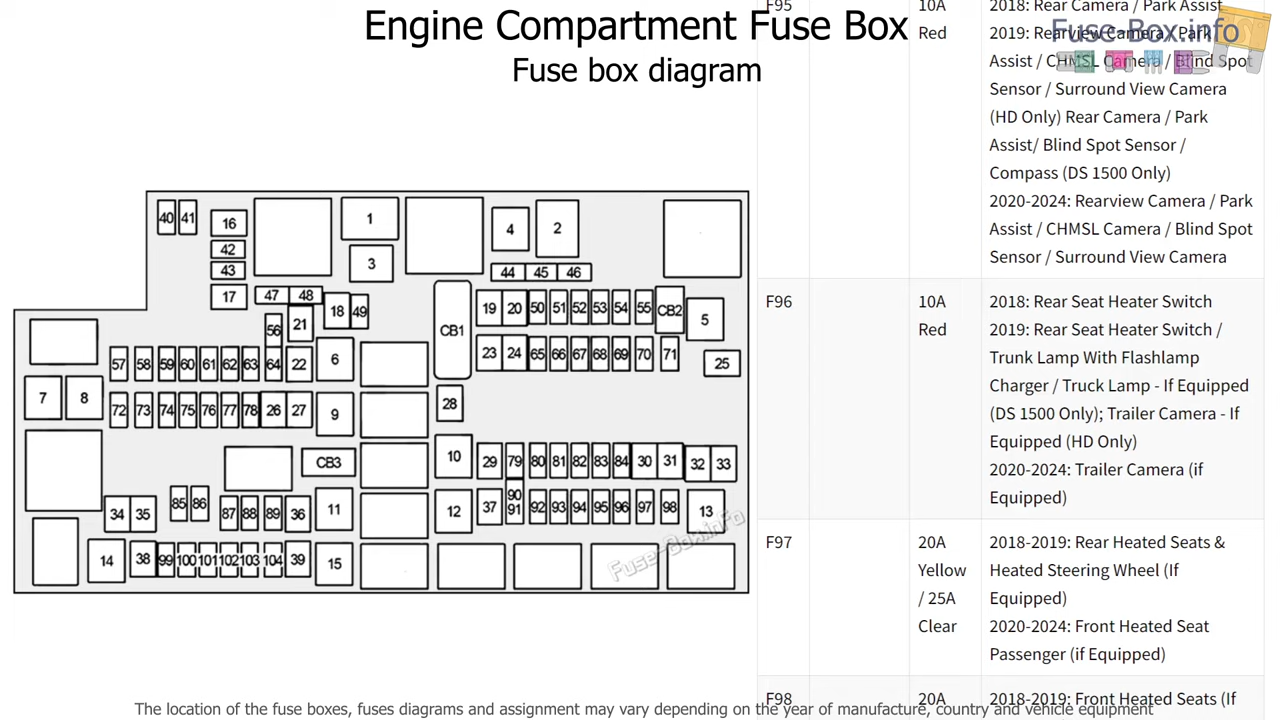 Engine Compartment Fuse Box
Fuse box diagram
Fuse-Box.info
40 41 16 1 4 2
42
43 3 44 45 46
17 47 48 18 49 19 20 50 51 52 53 54 55 CB2 5
56 21 CB1
57 58 59 60 61 62 63 64 22 6 23 24 65 66 67 68 69 70 71 25
7 8 72 73 74 75 76 77 78 26 27 9 28
CB3 10 29 79 80 81 82 83 84 30 31 32 33
34 35 85 86 87 88 89 36 11 12 37 90 91 92 93 94 95 96 97 98 13
14 38 99 100 101 102 103 104 39 15
Fuse-Box.info
F95 10A 2018: Rear Camera / Park Assist
Red 2019: Rearview Camera / Park
Assist / CHMSL Camera / Blind Spot
Sensor / Surround View Camera
(HD Only) Rear Camera / Park
Assist/ Blind Spot Sensor /
Compass (DS 1500 Only)
2020-2024: Rearview Camera / Park
Assist / CHMSL Camera / Blind Spot
Sensor / Surround View Camera
F96 10A 2018: Rear Seat Heater Switch
Red 2019: Rear Seat Heater Switch /
Trunk Lamp With Flashlamp
Charger / Truck Lamp - If Equipped
(DS 1500 Only); Trailer Camera - If
Equipped (HD Only)
2020-2024: Trailer Camera (if
Equipped)
F97 20A 2018-2019: Rear Heated Seats &
Yellow Heated Steering Wheel (If
/ 25A Equipped)
Clear 2020-2024: Front Heated Seat
Passenger (if Equipped)
F98 20A 2018-2019: Front Heated Seats (If
The location of the fuse boxes, fuses diagrams and assignment may vary depending on the year of manufacture, country and vehicle equipment